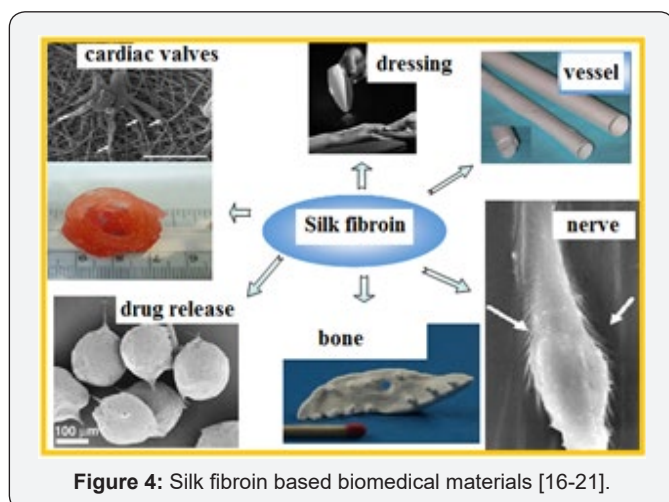 cardiac valves
dressing
vessel
Silk fibroin
nerve
drug release
bone
100 μm
Figure 4: Silk fibroin based biomedical materials [16-21].